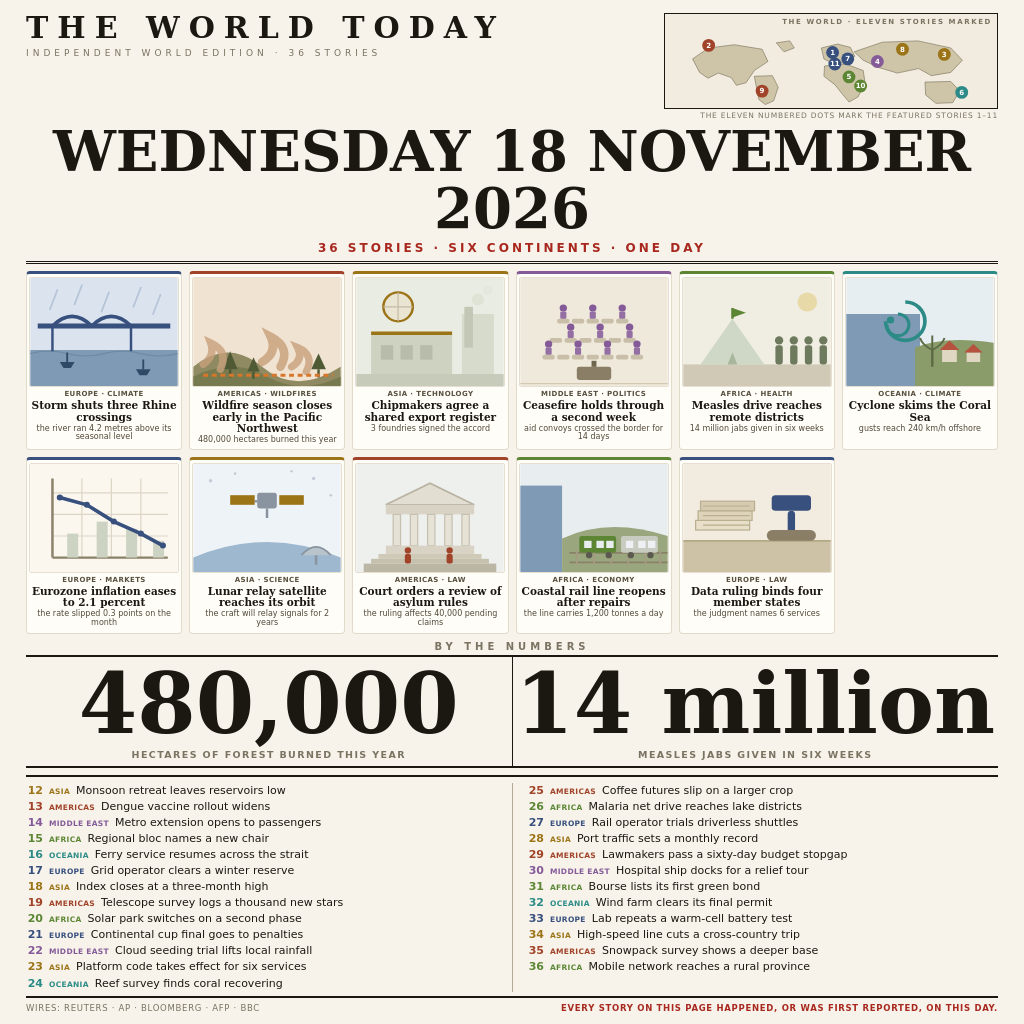 THE WORLD TODAY
INDEPENDENT WORLD EDITION · 36 STORIES
THE WORLD · ELEVEN STORIES MARKED
2
1
7
11
4
8
3
5
10
9
6
THE ELEVEN NUMBERED DOTS MARK THE FEATURED STORIES 1–11
WEDNESDAY 18 NOVEMBER
2026
36 STORIES · SIX CONTINENTS · ONE DAY
EUROPE · CLIMATE
Storm shuts three Rhine
crossings
the river ran 4.2 metres above its
seasonal level
AMERICAS · WILDFIRES
Wildfire season closes
early in the Pacific
Northwest
480,000 hectares burned this year
ASIA · TECHNOLOGY
Chipmakers agree a
shared export register
3 foundries signed the accord
MIDDLE EAST · POLITICS
Ceasefire holds through
a second week
aid convoys crossed the border for
14 days
AFRICA · HEALTH
Measles drive reaches
remote districts
14 million jabs given in six weeks
OCEANIA · CLIMATE
Cyclone skims the Coral
Sea
gusts reach 240 km/h offshore
EUROPE · MARKETS
Eurozone inflation eases
to 2.1 percent
the rate slipped 0.3 points on the
month
ASIA · SCIENCE
Lunar relay satellite
reaches its orbit
the craft will relay signals for 2
years
AMERICAS · LAW
Court orders a review of
asylum rules
the ruling affects 40,000 pending
claims
AFRICA · ECONOMY
Coastal rail line reopens
after repairs
the line carries 1,200 tonnes a day
EUROPE · LAW
Data ruling binds four
member states
the judgment names 6 services
BY THE NUMBERS
480,000
HECTARES OF FOREST BURNED THIS YEAR
14 million
MEASLES JABS GIVEN IN SIX WEEKS
12 ASIA Monsoon retreat leaves reservoirs low
13 AMERICAS Dengue vaccine rollout widens
14 MIDDLE EAST Metro extension opens to passengers
15 AFRICA Regional bloc names a new chair
16 OCEANIA Ferry service resumes across the strait
17 EUROPE Grid operator clears a winter reserve
18 ASIA Index closes at a three-month high
19 AMERICAS Telescope survey logs a thousand new stars
20 AFRICA Solar park switches on a second phase
21 EUROPE Continental cup final goes to penalties
22 MIDDLE EAST Cloud seeding trial lifts local rainfall
23 ASIA Platform code takes effect for six services
24 OCEANIA Reef survey finds coral recovering
25 AMERICAS Coffee futures slip on a larger crop
26 AFRICA Malaria net drive reaches lake districts
27 EUROPE Rail operator trials driverless shuttles
28 ASIA Port traffic sets a monthly record
29 AMERICAS Lawmakers pass a sixty-day budget stopgap
30 MIDDLE EAST Hospital ship docks for a relief tour
31 AFRICA Bourse lists its first green bond
32 OCEANIA Wind farm clears its final permit
33 EUROPE Lab repeats a warm-cell battery test
34 ASIA High-speed line cuts a cross-country trip
35 AMERICAS Snowpack survey shows a deeper base
36 AFRICA Mobile network reaches a rural province
WIRES: REUTERS · AP · BLOOMBERG · AFP · BBC
EVERY STORY ON THIS PAGE HAPPENED, OR WAS FIRST REPORTED, ON THIS DAY.